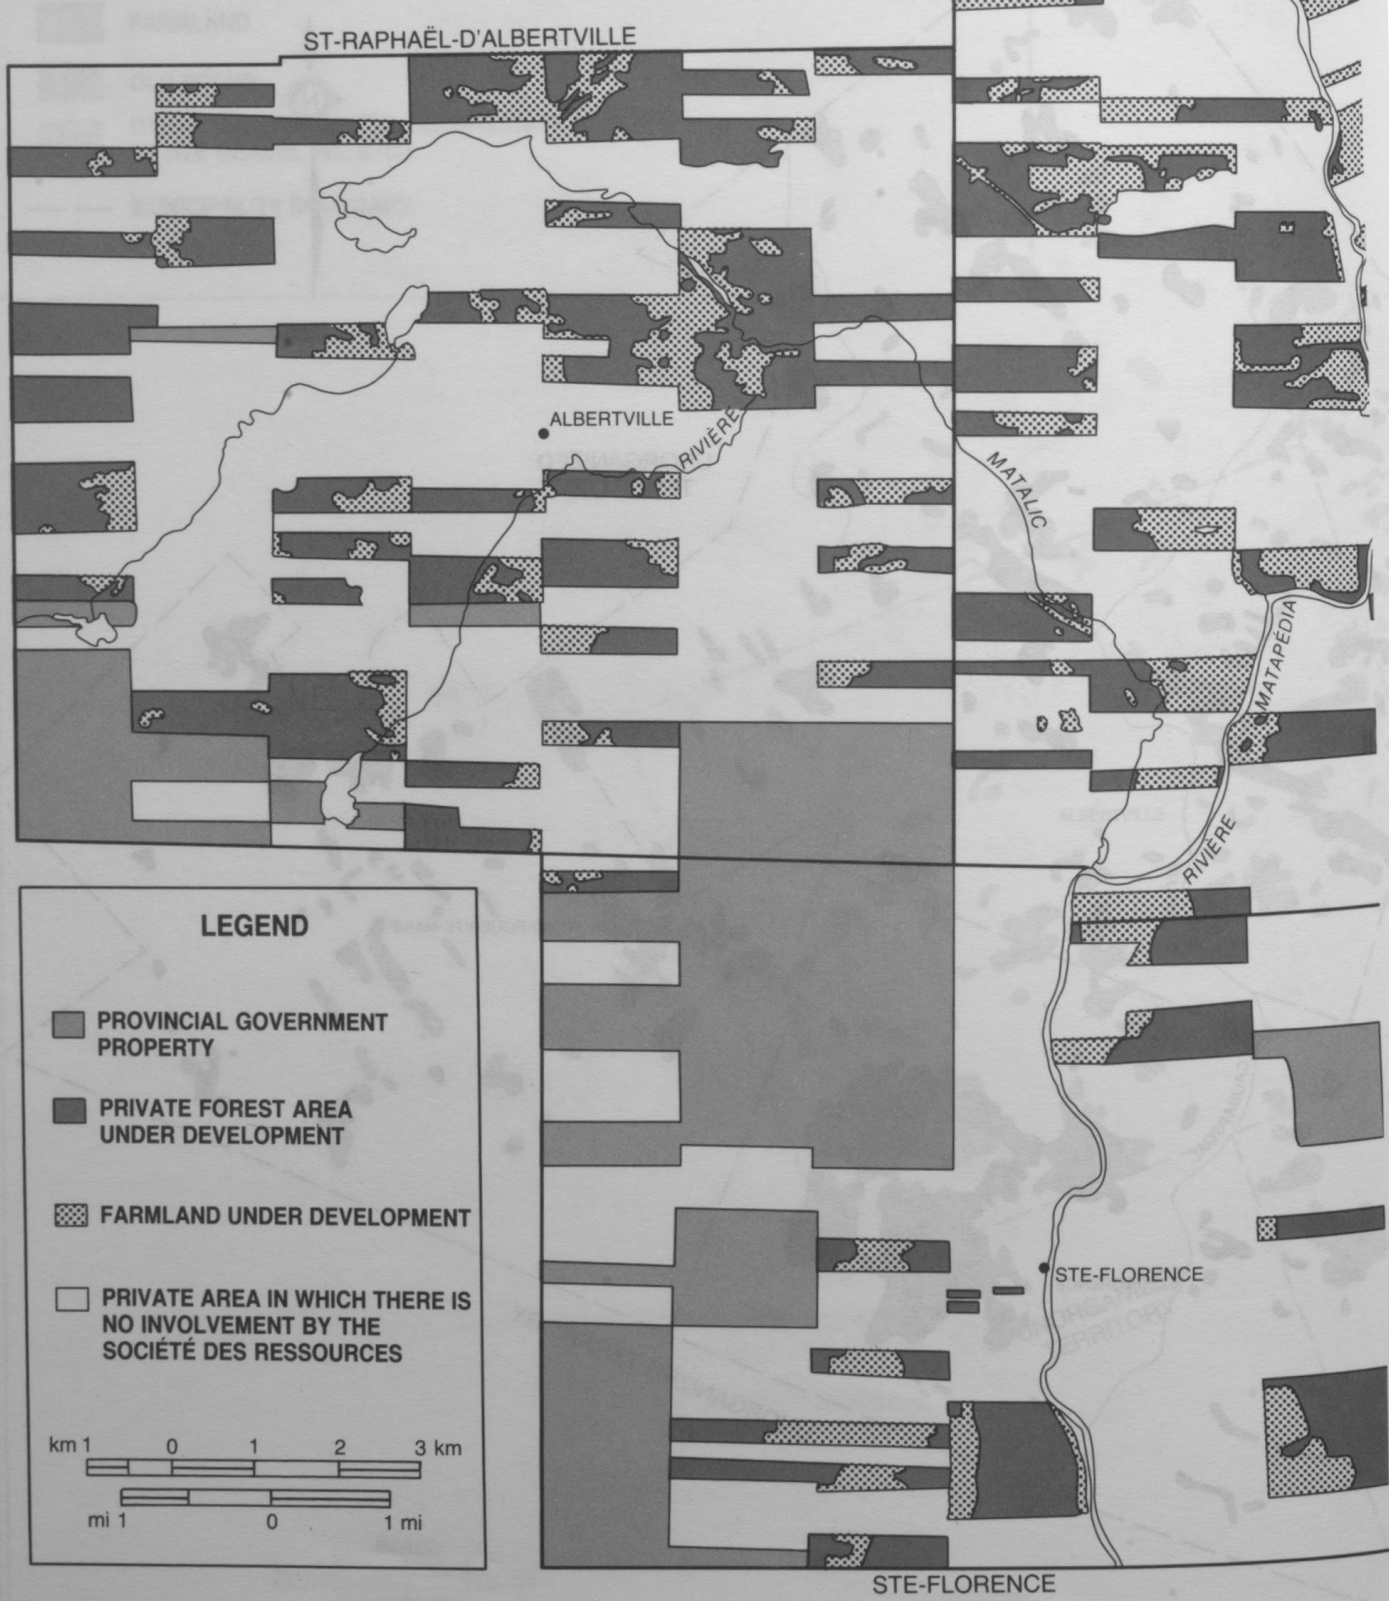 ST-RAPHAËL-D'ALBERTVILLE
ALBERTVILLE
RIVIÈRE
MATALIC
MATAPÉDIA
RIVIÈRE
LEGEND
PROVINCIAL GOVERNMENT
PROPERTY
PRIVATE FOREST AREA
UNDER DEVELOPMENT
FARMLAND UNDER DEVELOPMENT
PRIVATE AREA IN WHICH THERE IS
NO INVOLVEMENT BY THE
SOCIÉTÉ DES RESSOURCES
km 1 0 1 2 3 km
mi 1 0 1 mi
STE-FLORENCE
STE-FLORENCE